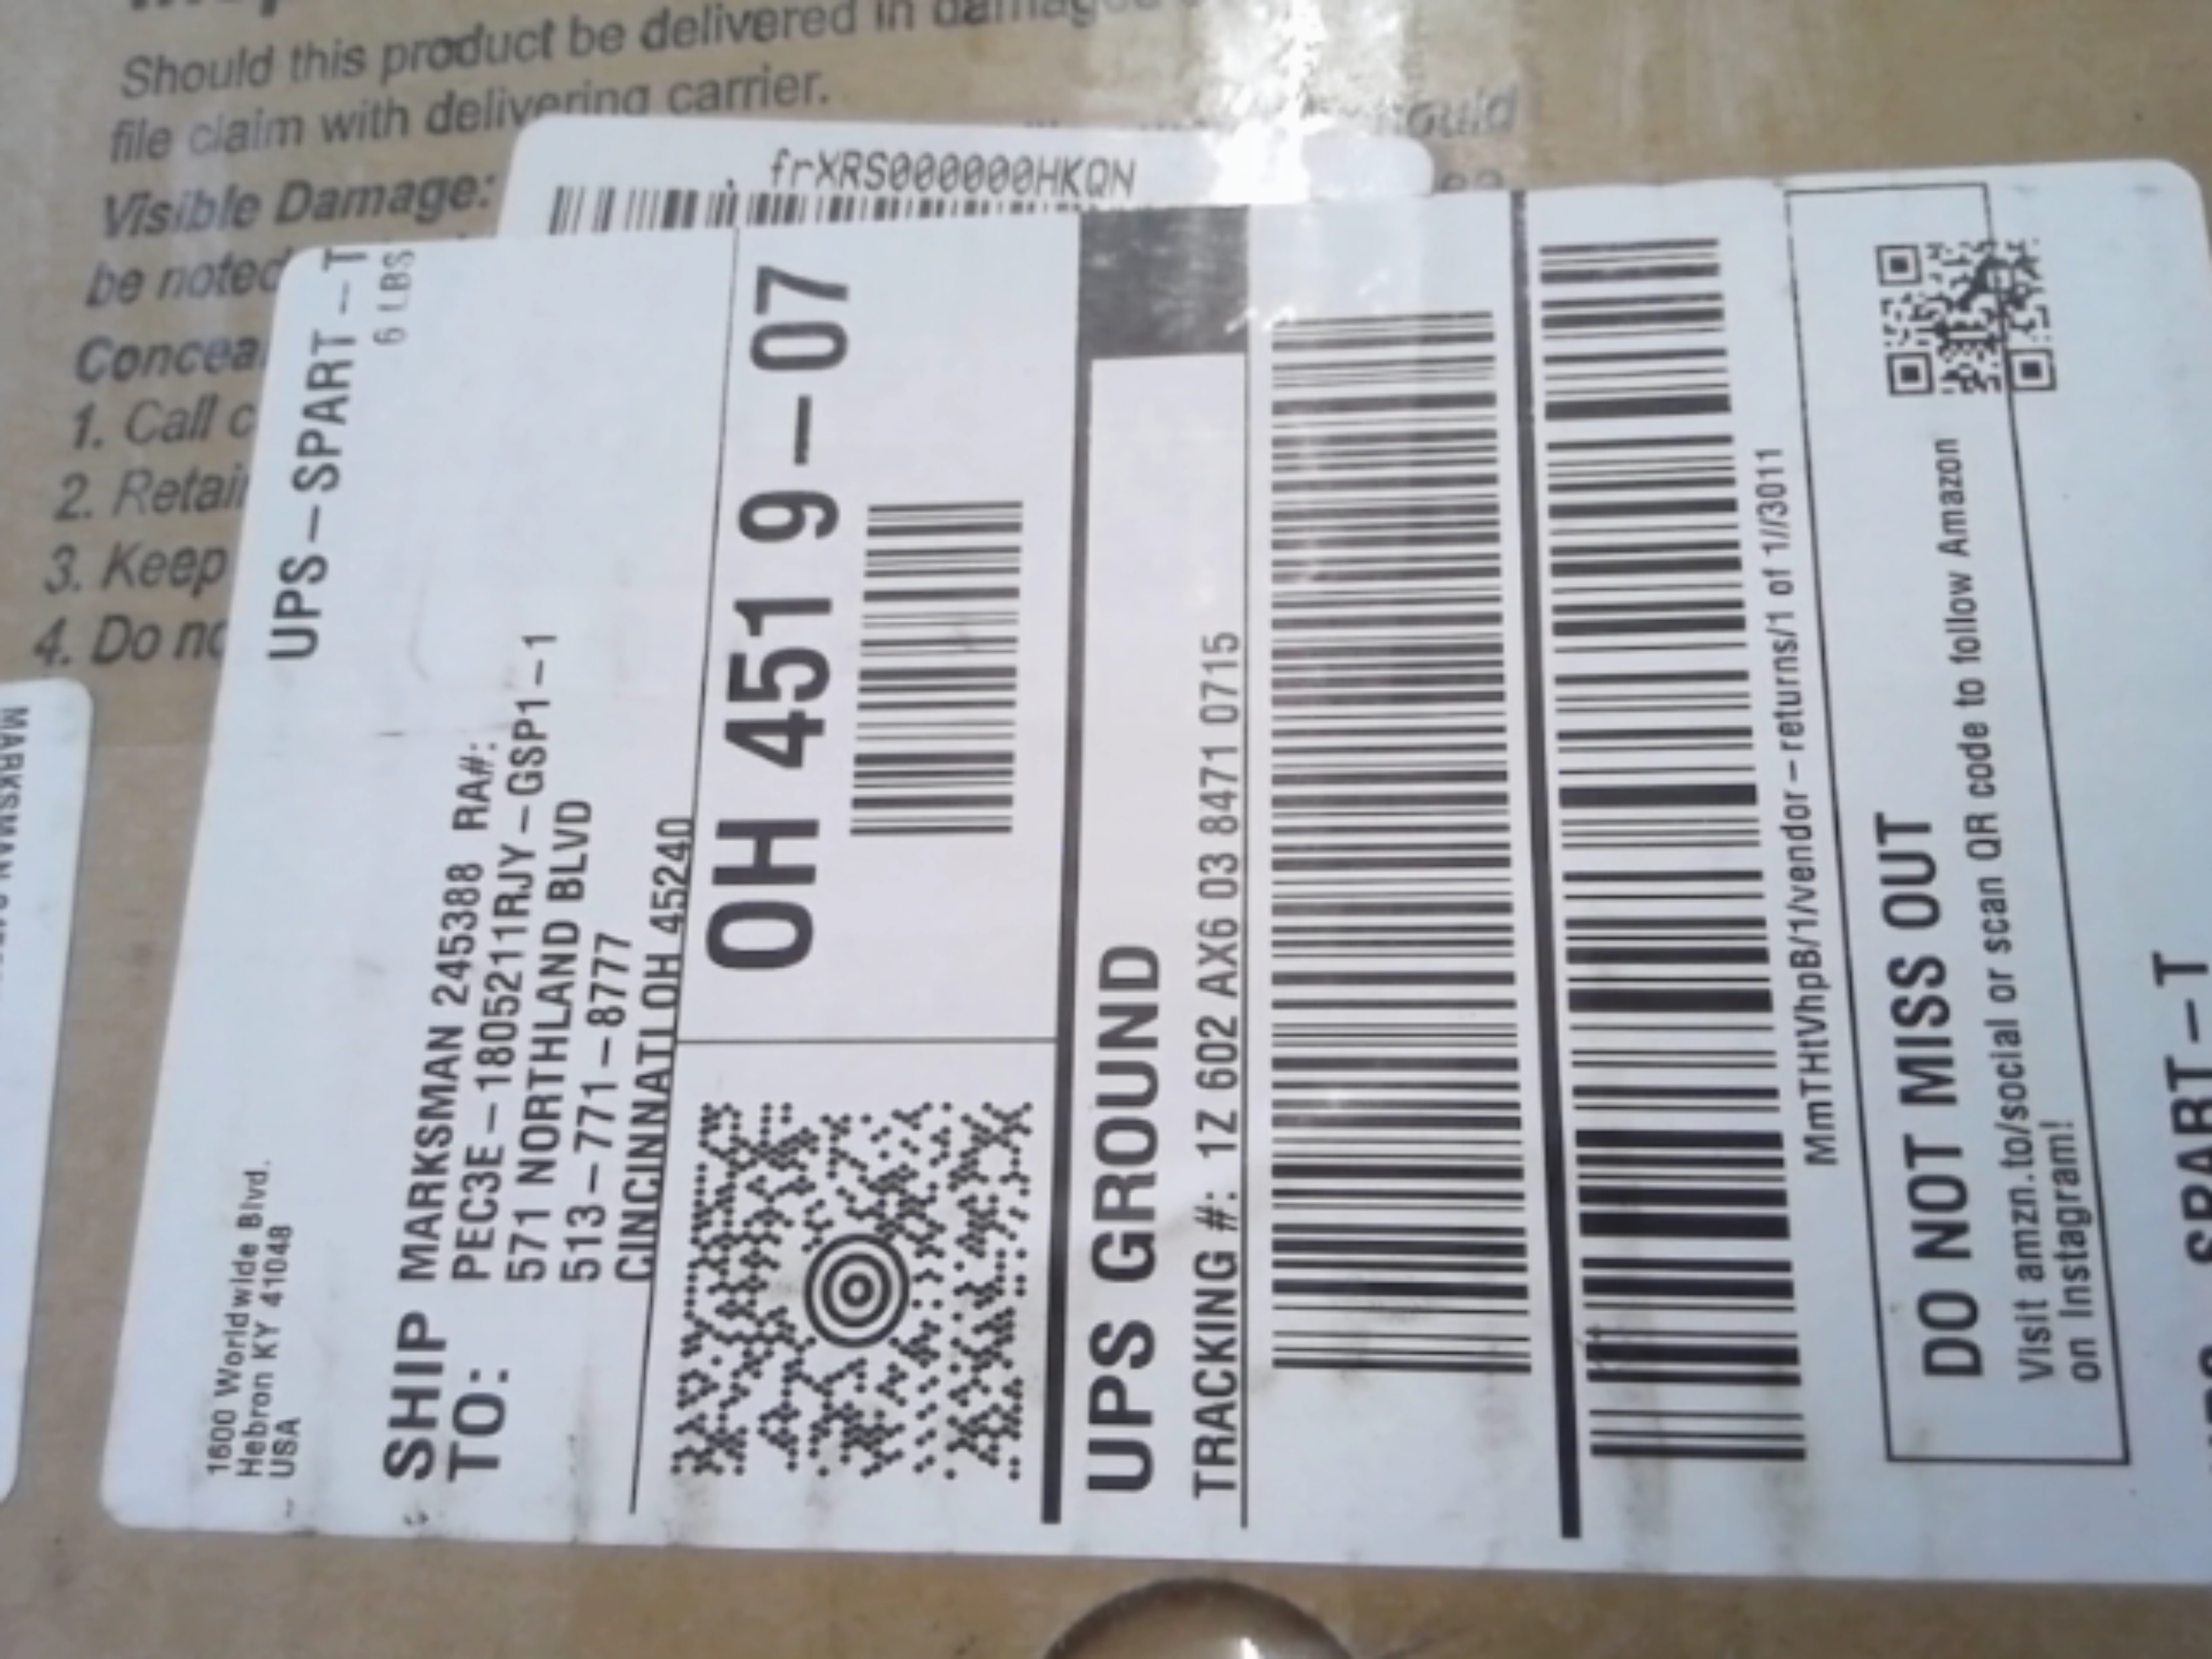 Should this product be delivered in damaged
file claim with delivering carrier.
ould
Visible Damage:
be noted
Concea
1. Call c
2. Retai
3. Keep
4. Do no
frXRS000000HKQN
UPS-SPART--T
6 LBS
1600 Worldwide Blvd.
Hebron KY 41048
USA
SHIP
TO:
MARKSMAN 245388 RA#:
PEC3E-1805211RJY-GSP1-1
571 NORTHLAND BLVD
513-771-8777
CINCINNATI OH 45240
OH 451 9-07
UPS GROUND
TRACKING #: 1Z 602 AX6 03 8471 0715
MmTHtVhpB/1/vendor-returns/1 of 1//3011
DO NOT MISS OUT
Visit amzn.to/social or scan QR code to follow Amazon
on Instagram!
SPART-T
MARKSMAN